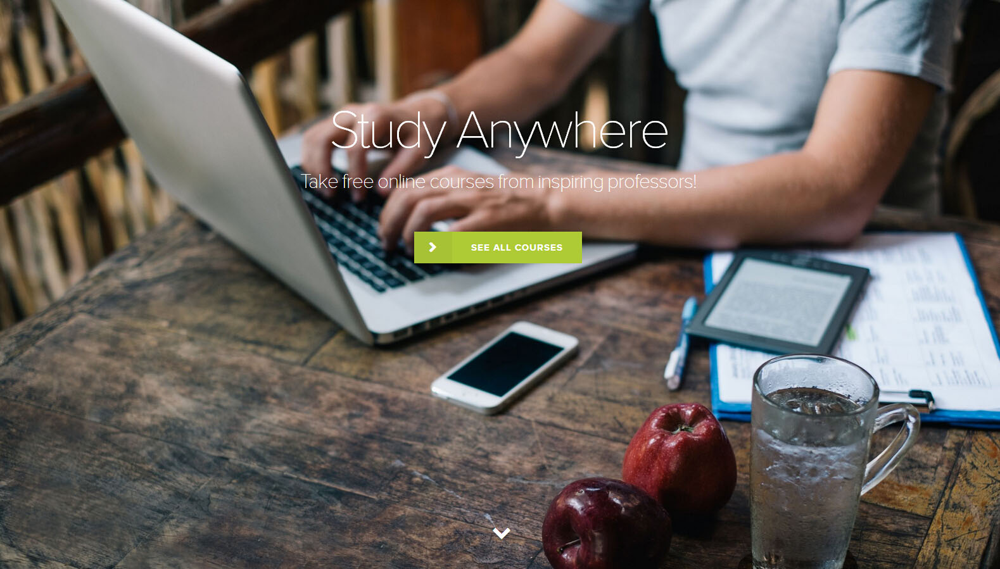 Study Anywhere
Take free online courses from inspiring professors!
SEE ALL COURSES